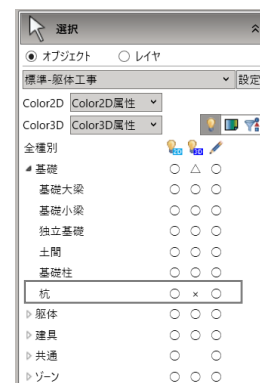 選択
オブジェクト レイヤ
標準-躯体工事 設定
Color2D Color2D属性
Color3D Color3D属性
全種別 2D 3D
基礎 ○ △ ○
基礎大梁 ○ ○ ○
基礎小梁 ○ ○ ○
独立基礎 ○ ○ ○
土間 ○ ○ ○
基礎柱 ○ ○ ○
杭 ○ × ○
躯体 ○ ○ ○
建具 ○ ○ ○
共通 ○ ○
ゾーン ○ ○ ○